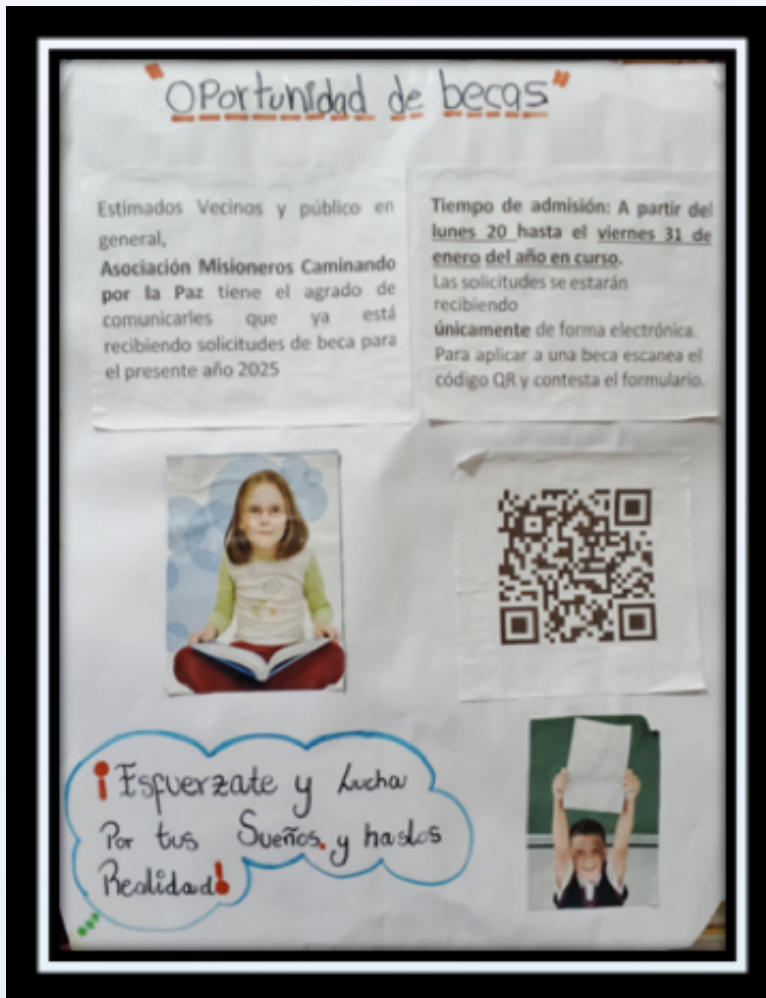 "Oportunidad de becas"
Estimados Vecinos y público en
general,
Asociación Misioneros Caminando
por la Paz tiene el agrado de
comunicarles que ya está
recibiendo solicitudes de beca para
el presente año 2025
Tiempo de admisión: A partir del
lunes 20 hasta el viernes 31 de
enero del año en curso.
Las solicitudes se estarán
recibiendo
únicamente de forma electrónica.
Para aplicar a una beca escanea el
código QR y contesta el formulario.
¡Esfuerzate y Lucha
Por tus Sueños. y haslos
Realidad!